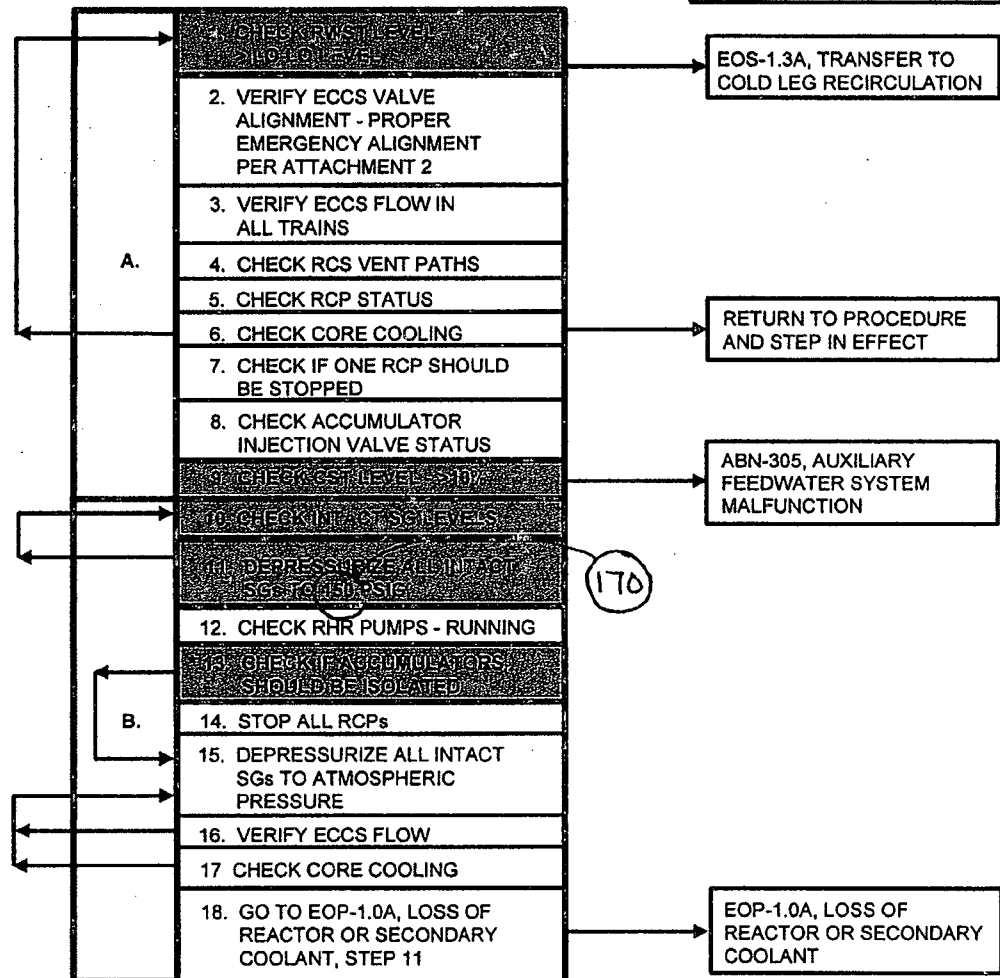 1. CHECK RWST LEVEL
EOS-1.3A, TRANSFER TO
COLD LEG RECIRCULATION
2. VERIFY ECCS VALVE
ALIGNMENT - PROPER
EMERGENCY ALIGNMENT
PER ATTACHMENT 2
3. VERIFY ECCS FLOW IN
ALL TRAINS
A.
4. CHECK RCS VENT PATHS
5. CHECK RCP STATUS
6. CHECK CORE COOLING
RETURN TO PROCEDURE
AND STEP IN EFFECT
7. CHECK IF ONE RCP SHOULD
BE STOPPED
8. CHECK ACCUMULATOR
INJECTION VALVE STATUS
9. CHECK CST LEVEL
ABN-305, AUXILIARY
FEEDWATER SYSTEM
MALFUNCTION
10. CHECK INTACT SG LEVELS
11. DEPRESSURIZE ALL INTACT
SGs TO 150 PSIG
170
12. CHECK RHR PUMPS - RUNNING
13. CHECK IF ACCUMULATORS
SHOULD BE ISOLATED
B.
14. STOP ALL RCPs
15. DEPRESSURIZE ALL INTACT
SGs TO ATMOSPHERIC
PRESSURE
16. VERIFY ECCS FLOW
17 CHECK CORE COOLING
18. GO TO EOP-1.0A, LOSS OF
REACTOR OR SECONDARY
COOLANT, STEP 11
EOP-1.0A, LOSS OF
REACTOR OR SECONDARY
COOLANT